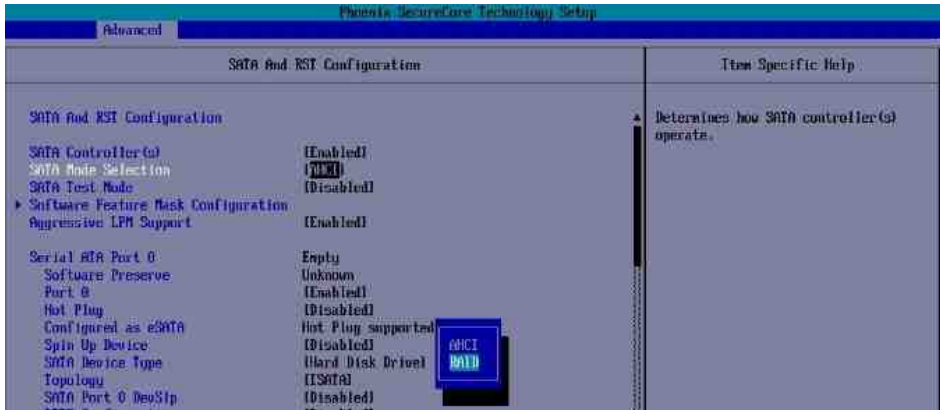 Phoenix SecureCore Technology Setup
Advanced
SATA And RST Configuration
Item Specific Help
SATA And RST Configuration
Determines how SATA controller(s)
operate.
SATA Controller(s) [Enabled]
SATA Mode Selection [AHCI]
SATA Test Mode [Disabled]
Software Feature Mask Configuration
Aggressive LPM Support [Enabled]
Serial ATA Port 0 Empty
Software Preserve Unknown
Port 0 [Enabled]
Hot Plug [Disabled]
Configured as eSATA Hot Plug supported
Spin Up Device [Disabled]
SATA Device Type [Hard Disk Drive]
Topology [ISATA]
SATA Port 0 DevSlp [Disabled]
AHCI
RAID